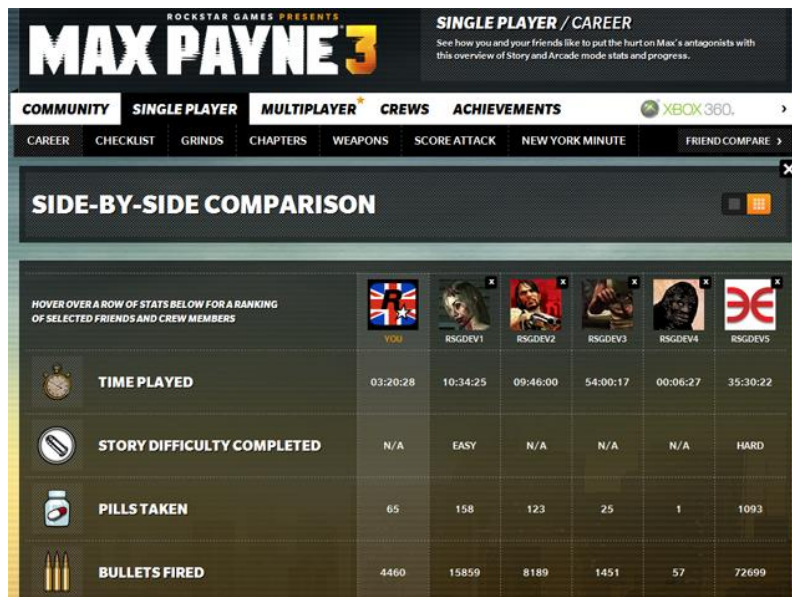 ROCKSTAR GAMES PRESENTS
MAX PAYNE 3
SINGLE PLAYER / CAREER
See how you and your friends like to put the hurt on Max's antagonists with
this overview of Story and Arcade mode stats and progress.
COMMUNITY SINGLE PLAYER MULTIPLAYER CREWS ACHIEVEMENTS XBOX 360.
CAREER CHECKLIST GRINDS CHAPTERS WEAPONS SCORE ATTACK NEW YORK MINUTE FRIEND COMPARE
X
SIDE-BY-SIDE COMPARISON
HOVER OVER A ROW OF STATS BELOW FOR A RANKING
OF SELECTED FRIENDS AND CREW MEMBERS
R
X X X X X
YOU RSGDEV1 RSGDEV2 RSGDEV3 RSGDEV4 RSGDEV5
TIME PLAYED 03:20:28 10:34:25 09:46:00 54:00:17 00:06:27 35:30:22
STORY DIFFICULTY COMPLETED N/A EASY N/A N/A N/A HARD
PILLS TAKEN 65 158 123 25 1 1093
BULLETS FIRED 4460 15859 8189 1451 57 72699